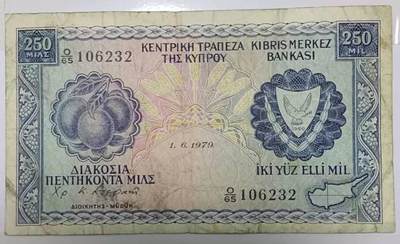 250 ΜΙΛΣ
O/65 106232
ΚΕΝΤΡΙΚΗ ΤΡΑΠΕΖΑ ΤΗΣ ΚΥΠΡΟΥ
KIBRIS MERKEZ BANKASI
250 MİL
1960
1.6.1979
ΔΙΑΚΟΣΙΑ ΠΕΝΤΗΚΟΝΤΑ ΜΙΛΣ
İKİ YÜZ ELLİ MİL
O/65 106232
ΔΙΟΙΚΗΤΗΣ-MÜDÜR